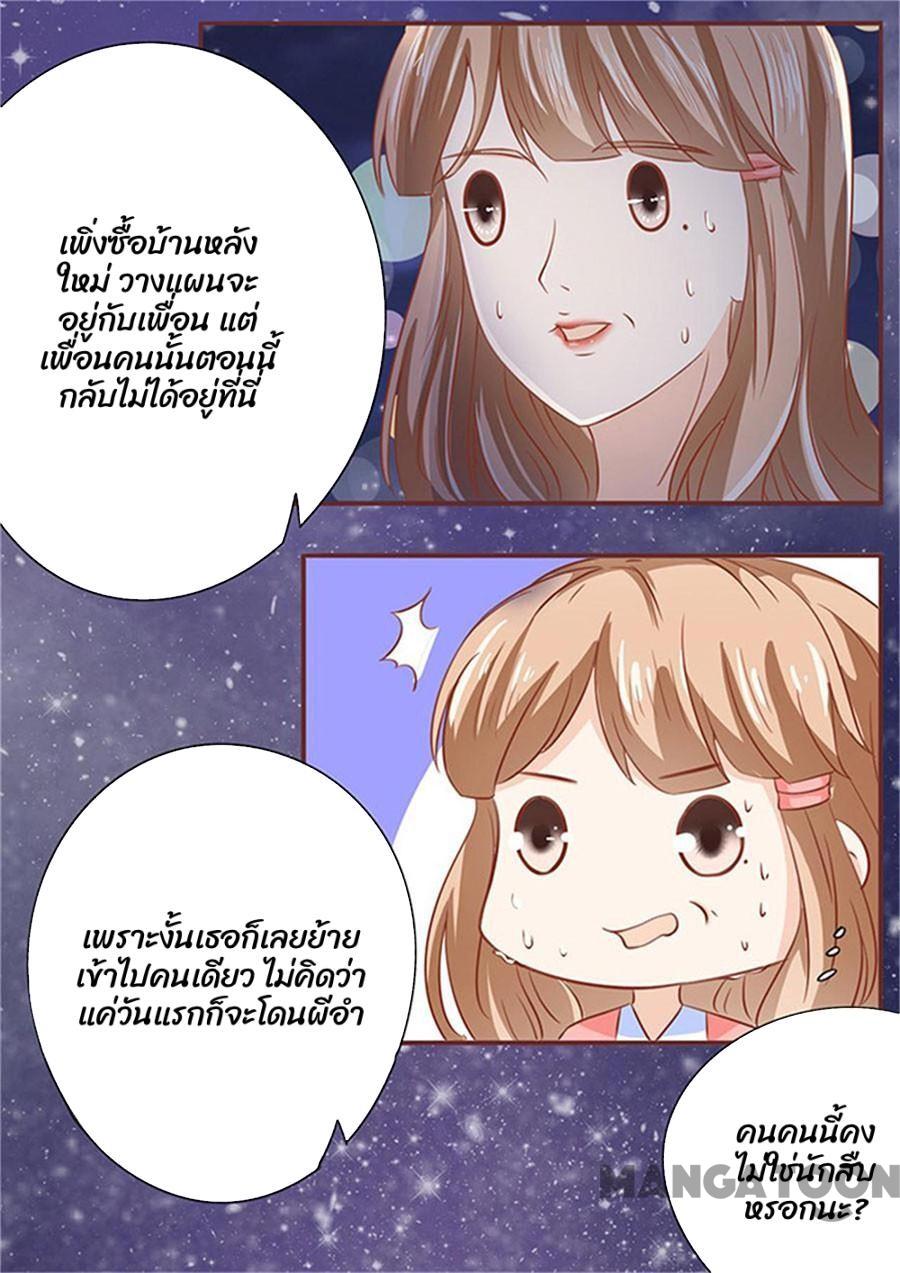 เพิ่งซื้อบ้านหลัง
ใหม่ วางแผนจะ
อยู่กับเพื่อน แต่
เพื่อนคนนั้นตอนนี้
กลับไม่ได้อยู่ที่นี่
เพราะงั้นเธอก็เลยย้าย
เข้าไปคนเดียว ไม่คิดว่า
แค่วันแรกก็จะโดนผีอำ
คนคนนี้คง
ไม่ใช่นักสืบ
หรอกนะ?
MANGATOON